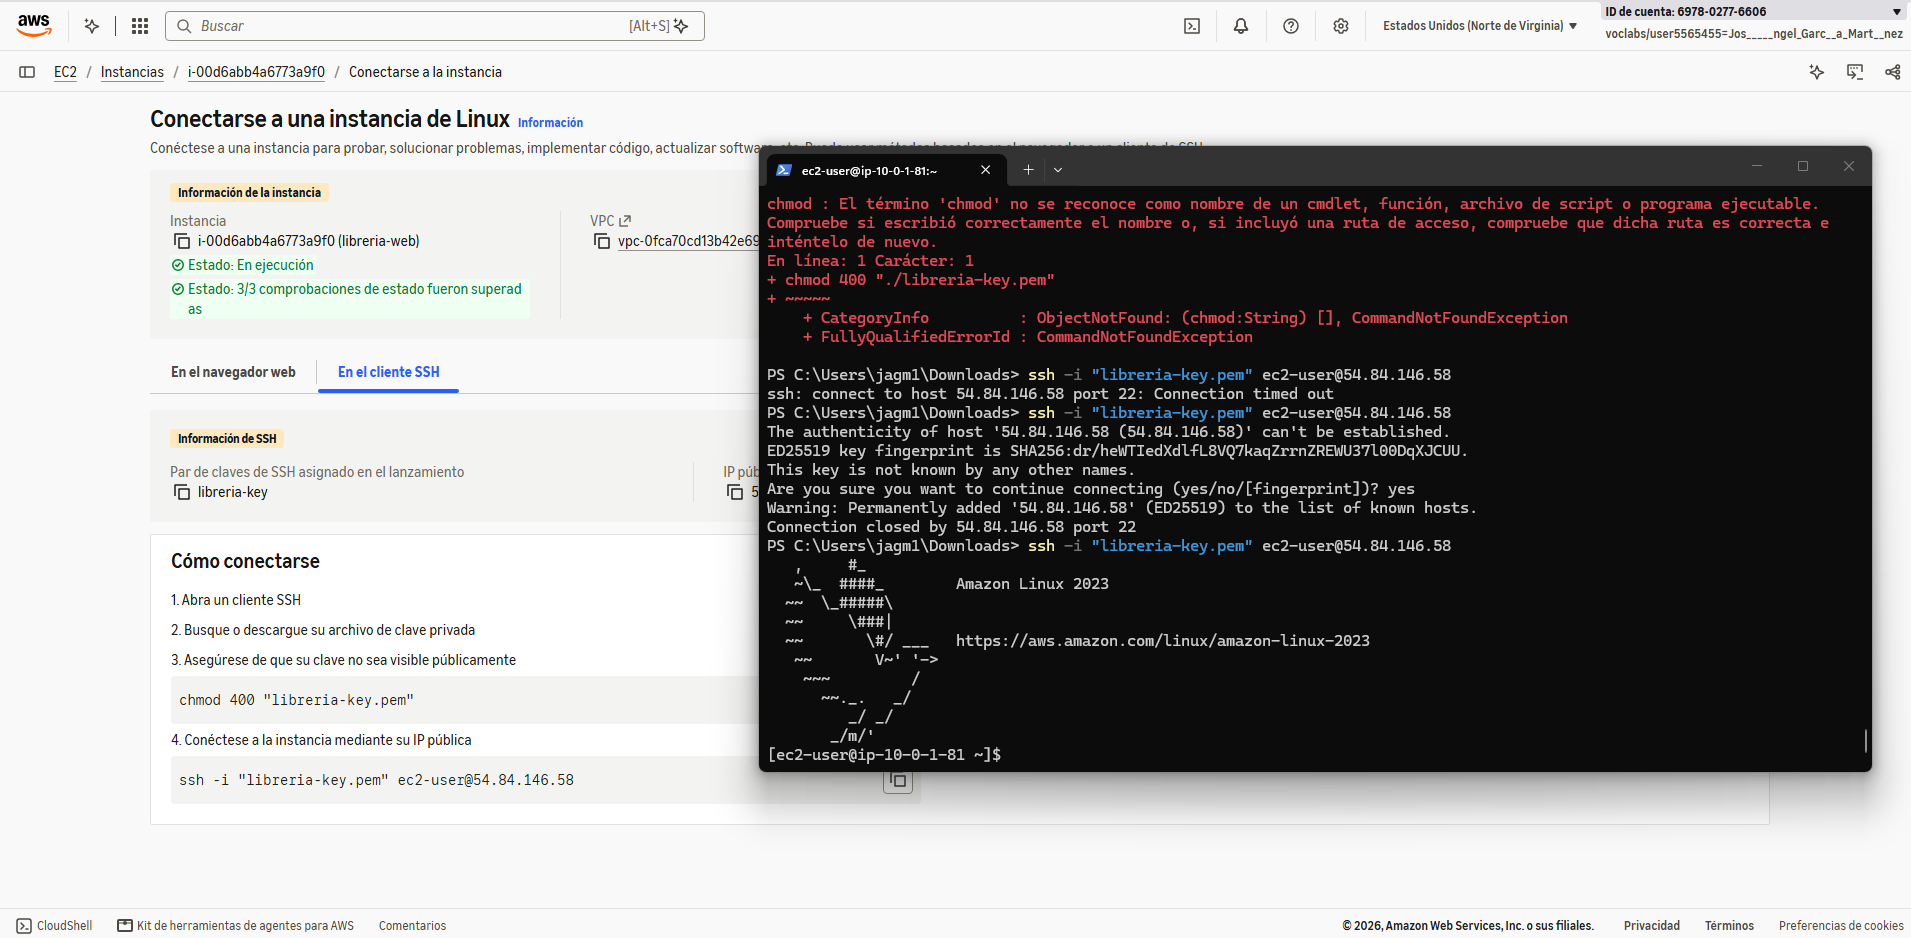 aws
Buscar
[Alt+S]
Estados Unidos (Norte de Virginia)
ID de cuenta: 6978-0277-6606
voclabs/user5565455=Jos_____ngel_Garc__a_Mart__nez
EC2 / Instancias / i-00d6abb4a6773a9f0 / Conectarse a la instancia
Conectarse a una instancia de Linux Información
Conéctese a una instancia para probar, solucionar problemas, implementar código, actualizar software, etc. Puede usar métodos basados en el navegador o un cliente de SSH.
Información de la instancia
Instancia
i-00d6abb4a6773a9f0 (libreria-web)
Estado: En ejecución
Estado: 3/3 comprobaciones de estado fueron superad
as
VPC
vpc-0fca70cd13b42e69
En el navegador web
En el cliente SSH
Información de SSH
Par de claves de SSH asignado en el lanzamiento
libreria-key
IP púb
5
Cómo conectarse
1. Abra un cliente SSH
2. Busque o descargue su archivo de clave privada
3. Asegúrese de que su clave no sea visible públicamente
chmod 400 "libreria-key.pem"
4. Conéctese a la instancia mediante su IP pública
ssh -i "libreria-key.pem" ec2-user@54.84.146.58
ec2-user@ip-10-0-1-81:~
chmod : El término 'chmod' no se reconoce como nombre de un cmdlet, función, archivo de script o programa ejecutable.
Compruebe si escribió correctamente el nombre o, si incluyó una ruta de acceso, compruebe que dicha ruta es correcta e
inténtelo de nuevo.
En línea: 1 Carácter: 1
+ chmod 400 "./libreria-key.pem"
+ ~~~~~
    + CategoryInfo          : ObjectNotFound: (chmod:String) [], CommandNotFoundException
    + FullyQualifiedErrorId : CommandNotFoundException
PS C:\Users\jagm1\Downloads> ssh -i "libreria-key.pem" ec2-user@54.84.146.58
ssh: connect to host 54.84.146.58 port 22: Connection timed out
PS C:\Users\jagm1\Downloads> ssh -i "libreria-key.pem" ec2-user@54.84.146.58
The authenticity of host '54.84.146.58 (54.84.146.58)' can't be established.
ED25519 key fingerprint is SHA256:dr/heWTIedXdlfL8VQ7kaqZrrnZREWU37l00DqXJCUU.
This key is not known by any other names.
Are you sure you want to continue connecting (yes/no/[fingerprint])? yes
Warning: Permanently added '54.84.146.58' (ED25519) to the list of known hosts.
Connection closed by 54.84.146.58 port 22
PS C:\Users\jagm1\Downloads> ssh -i "libreria-key.pem" ec2-user@54.84.146.58
   ,     #_
   ~\_  ####_        Amazon Linux 2023
  ~~  \_#####\
  ~~     \###|
  ~~       \#/ ___   https://aws.amazon.com/linux/amazon-linux-2023
   ~~       V~' '->
    ~~~         /
      ~~._.   _/
         _/ _/
       _/m/'
[ec2-user@ip-10-0-1-81 ~]$
CloudShell
Kit de herramientas de agentes para AWS
Comentarios
© 2026, Amazon Web Services, Inc. o sus filiales.
Privacidad
Términos
Preferencias de cookies